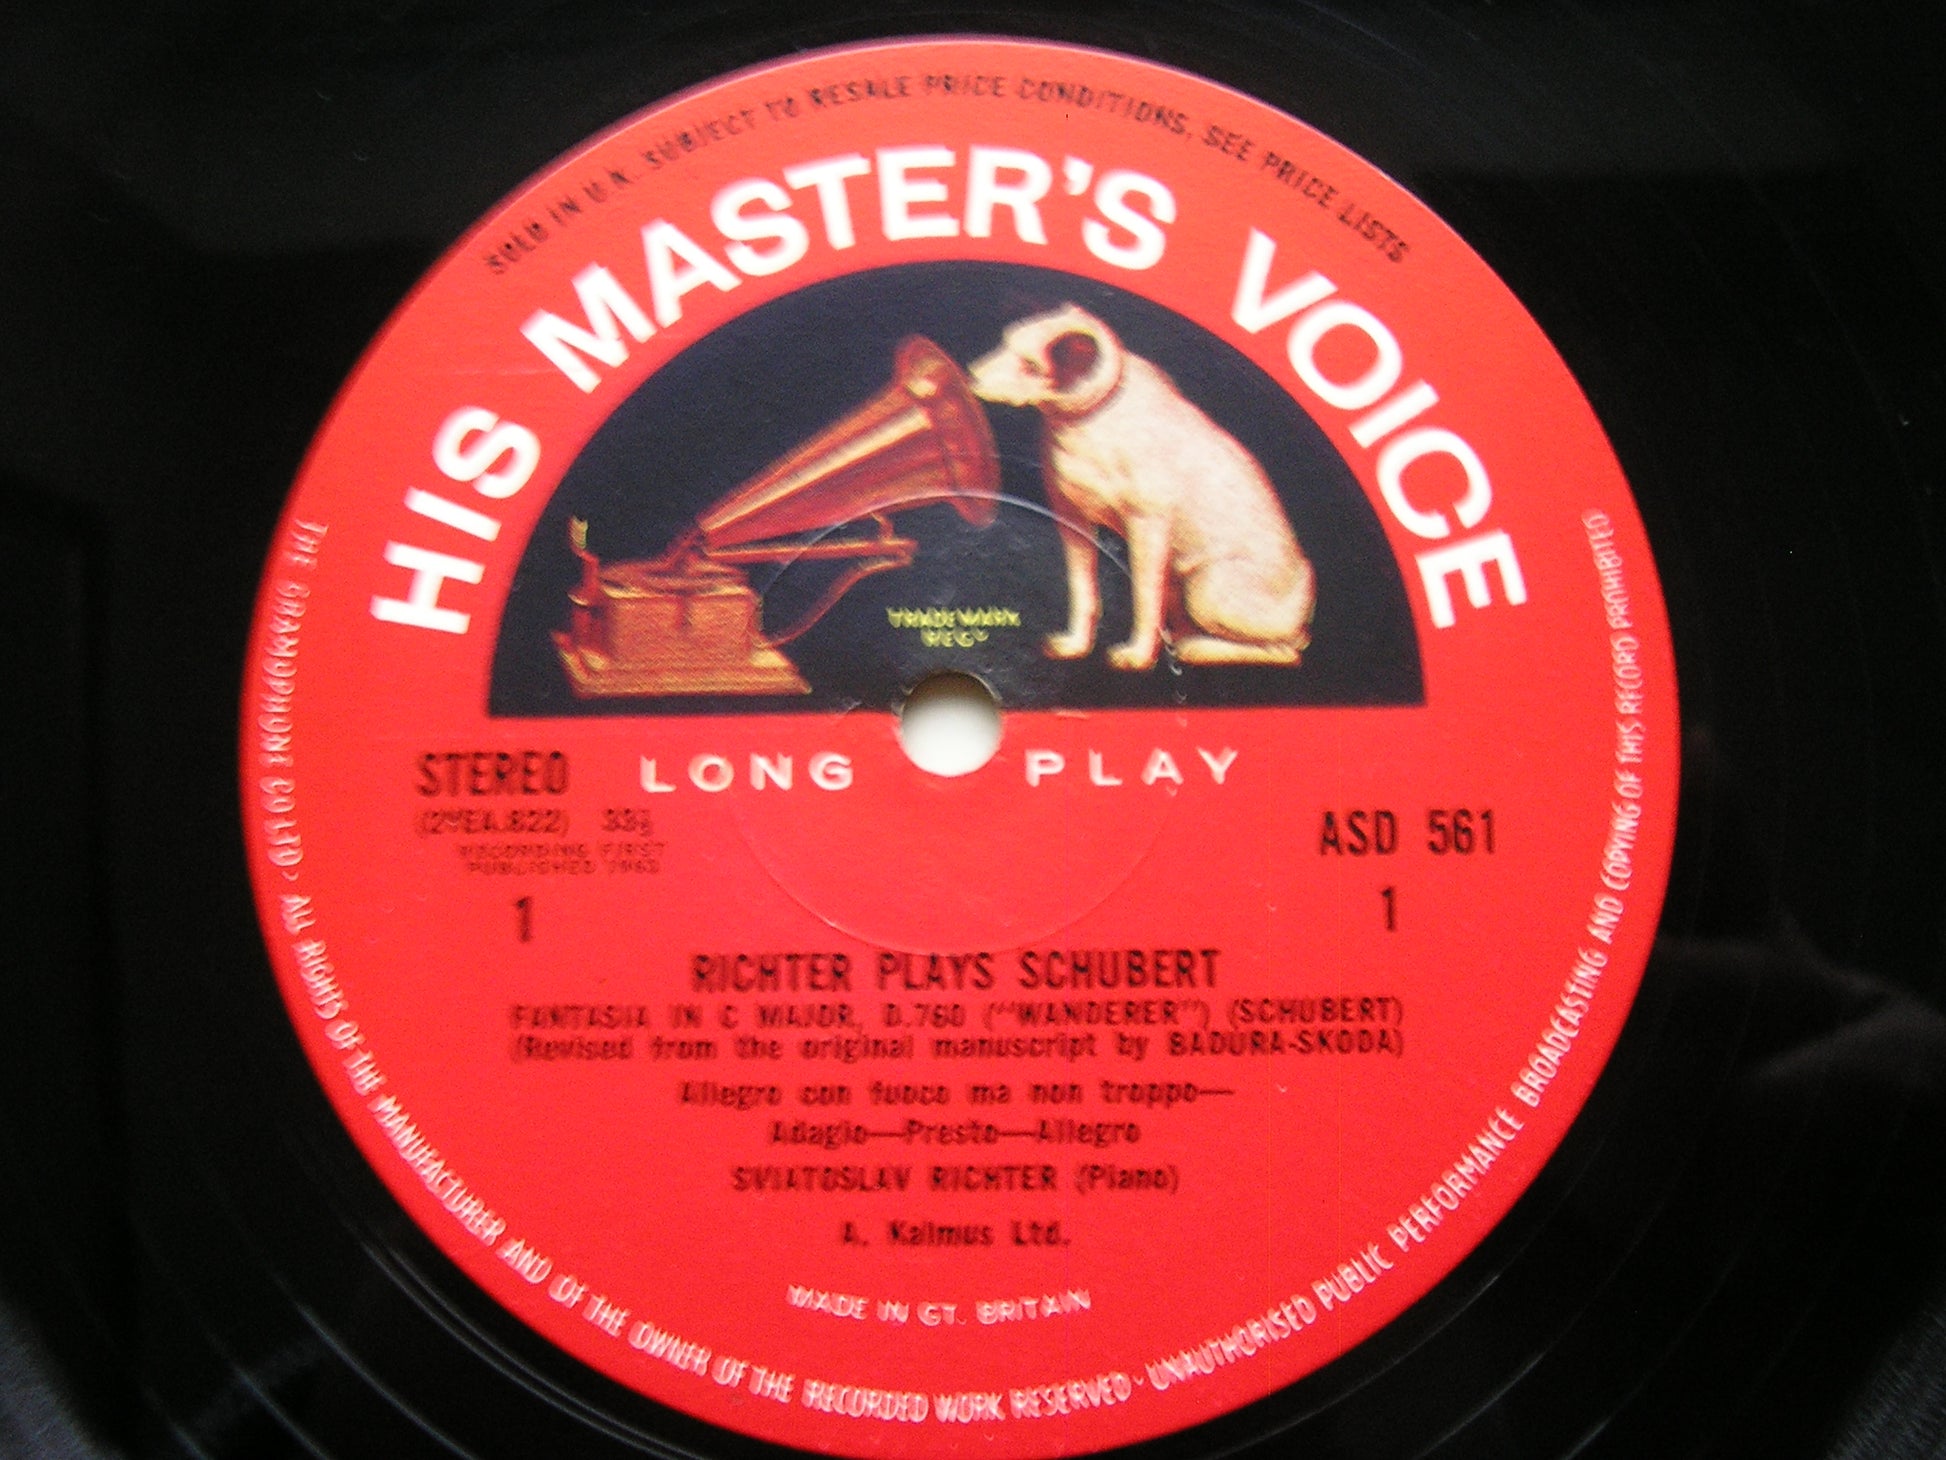 SOLD IN U.K. SUBJECT TO RESALE PRICE CONDITIONS, SEE PRICE LISTS
HIS MASTER'S VOICE
TRADE MARK
REGD
STEREO
LONG PLAY
(2YEA.822) 33⅓
ASD 561
RECORDING FIRST
PUBLISHED 1963
1
1
RICHTER PLAYS SCHUBERT
FANTASIA IN C MAJOR, D.760 ("WANDERER") (SCHUBERT)
(Revised from the original manuscript by BADURA-SKODA)
Allegro con fuoco ma non troppo—
Adagio—Presto—Allegro
SVIATOSLAV RICHTER (Piano)
A. Kalmus Ltd.
MADE IN GT. BRITAIN
THE GRAMOPHONE CO LTD· ALL RIGHTS OF THE MANUFACTURER AND OF THE OWNER OF THE RECORDED WORK RESERVED · UNAUTHORISED PUBLIC PERFORMANCE BROADCASTING AND COPYING OF THIS RECORD PROHIBITED